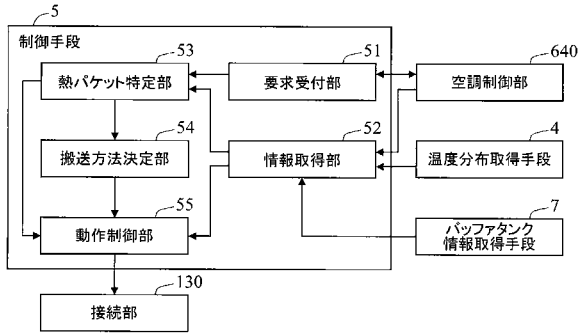 5
制御手段
53
熱パケット特定部
51
要求受付部
640
空調制御部
54
搬送方法決定部
52
情報取得部
4
温度分布取得手段
55
動作制御部
7
バッファタンク
情報取得手段
130
接続部